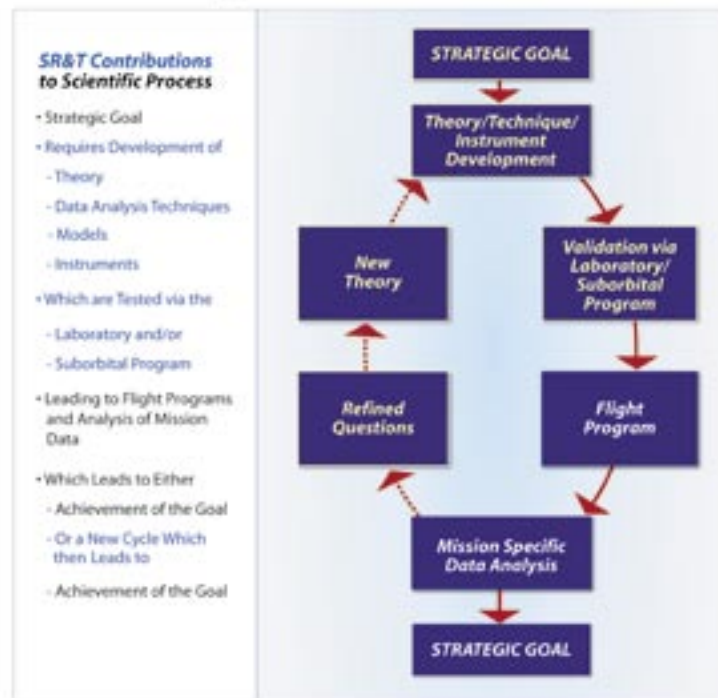 SR&T Contributions
to Scientific Process
• Strategic Goal
• Requires Development of
- Theory
- Data Analysis Techniques
- Models
- Instruments
• Which are Tested via the
- Laboratory and/or
- Suborbital Program
• Leading to Flight Programs
and Analysis of Mission
Data
• Which Leads to Either
- Achievement of the Goal
- Or a New Cycle Which
then Leads to
- Achievement of the Goal
STRATEGIC GOAL
Theory/Technique/
Instrument
Development
New
Theory
Validation via
Laboratory/
Suborbital
Program
Refined
Questions
Flight
Program
Mission Specific
Data Analysis
STRATEGIC GOAL